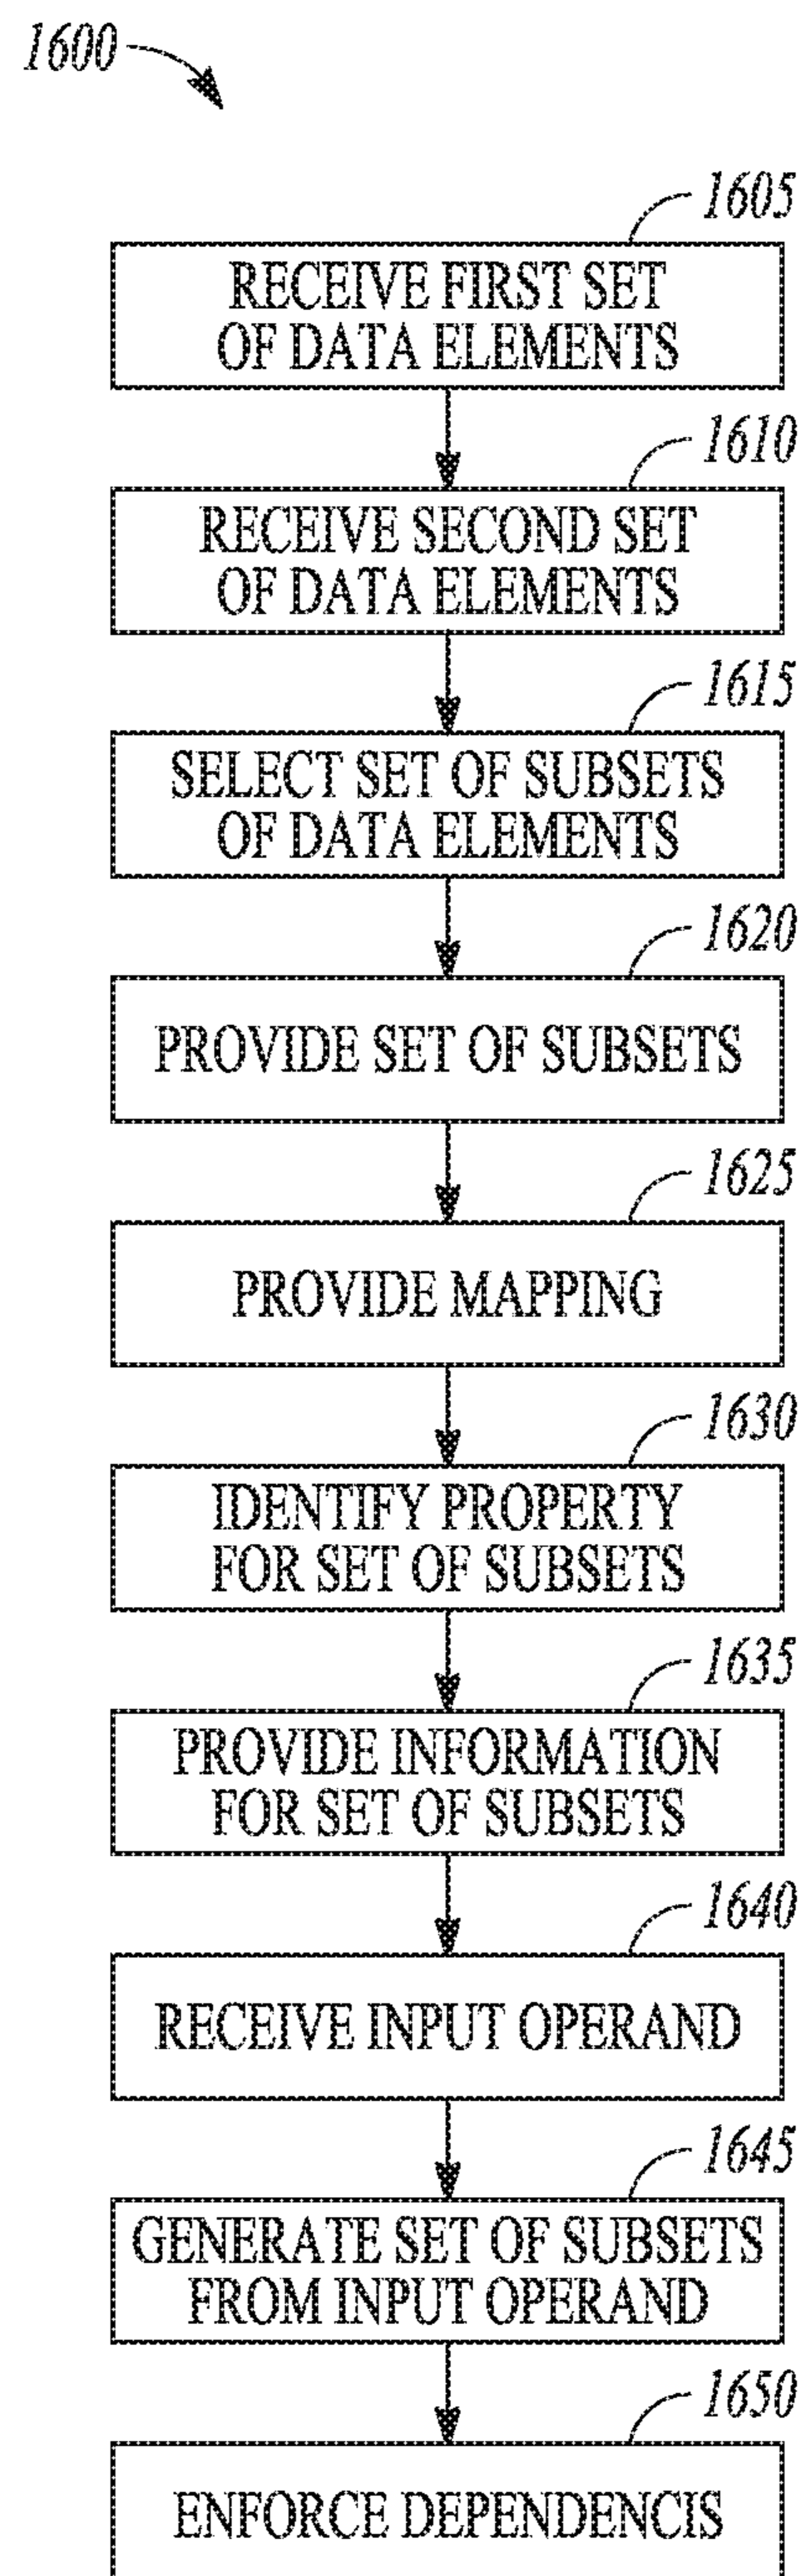 1600
1605
RECEIVE FIRST SET
OF DATA ELEMENTS
1610
RECEIVE SECOND SET
OF DATA ELEMENTS
1615
SELECT SET OF SUBSETS
OF DATA ELEMENTS
1620
PROVIDE SET OF SUBSETS
1625
PROVIDE MAPPING
1630
IDENTIFY PROPERTY
FOR SET OF SUBSETS
1635
PROVIDE INFORMATION
FOR SET OF SUBSETS
1640
RECEIVE INPUT OPERAND
1645
GENERATE SET OF SUBSETS
FROM INPUT OPERAND
1650
ENFORCE DEPENDENCIS